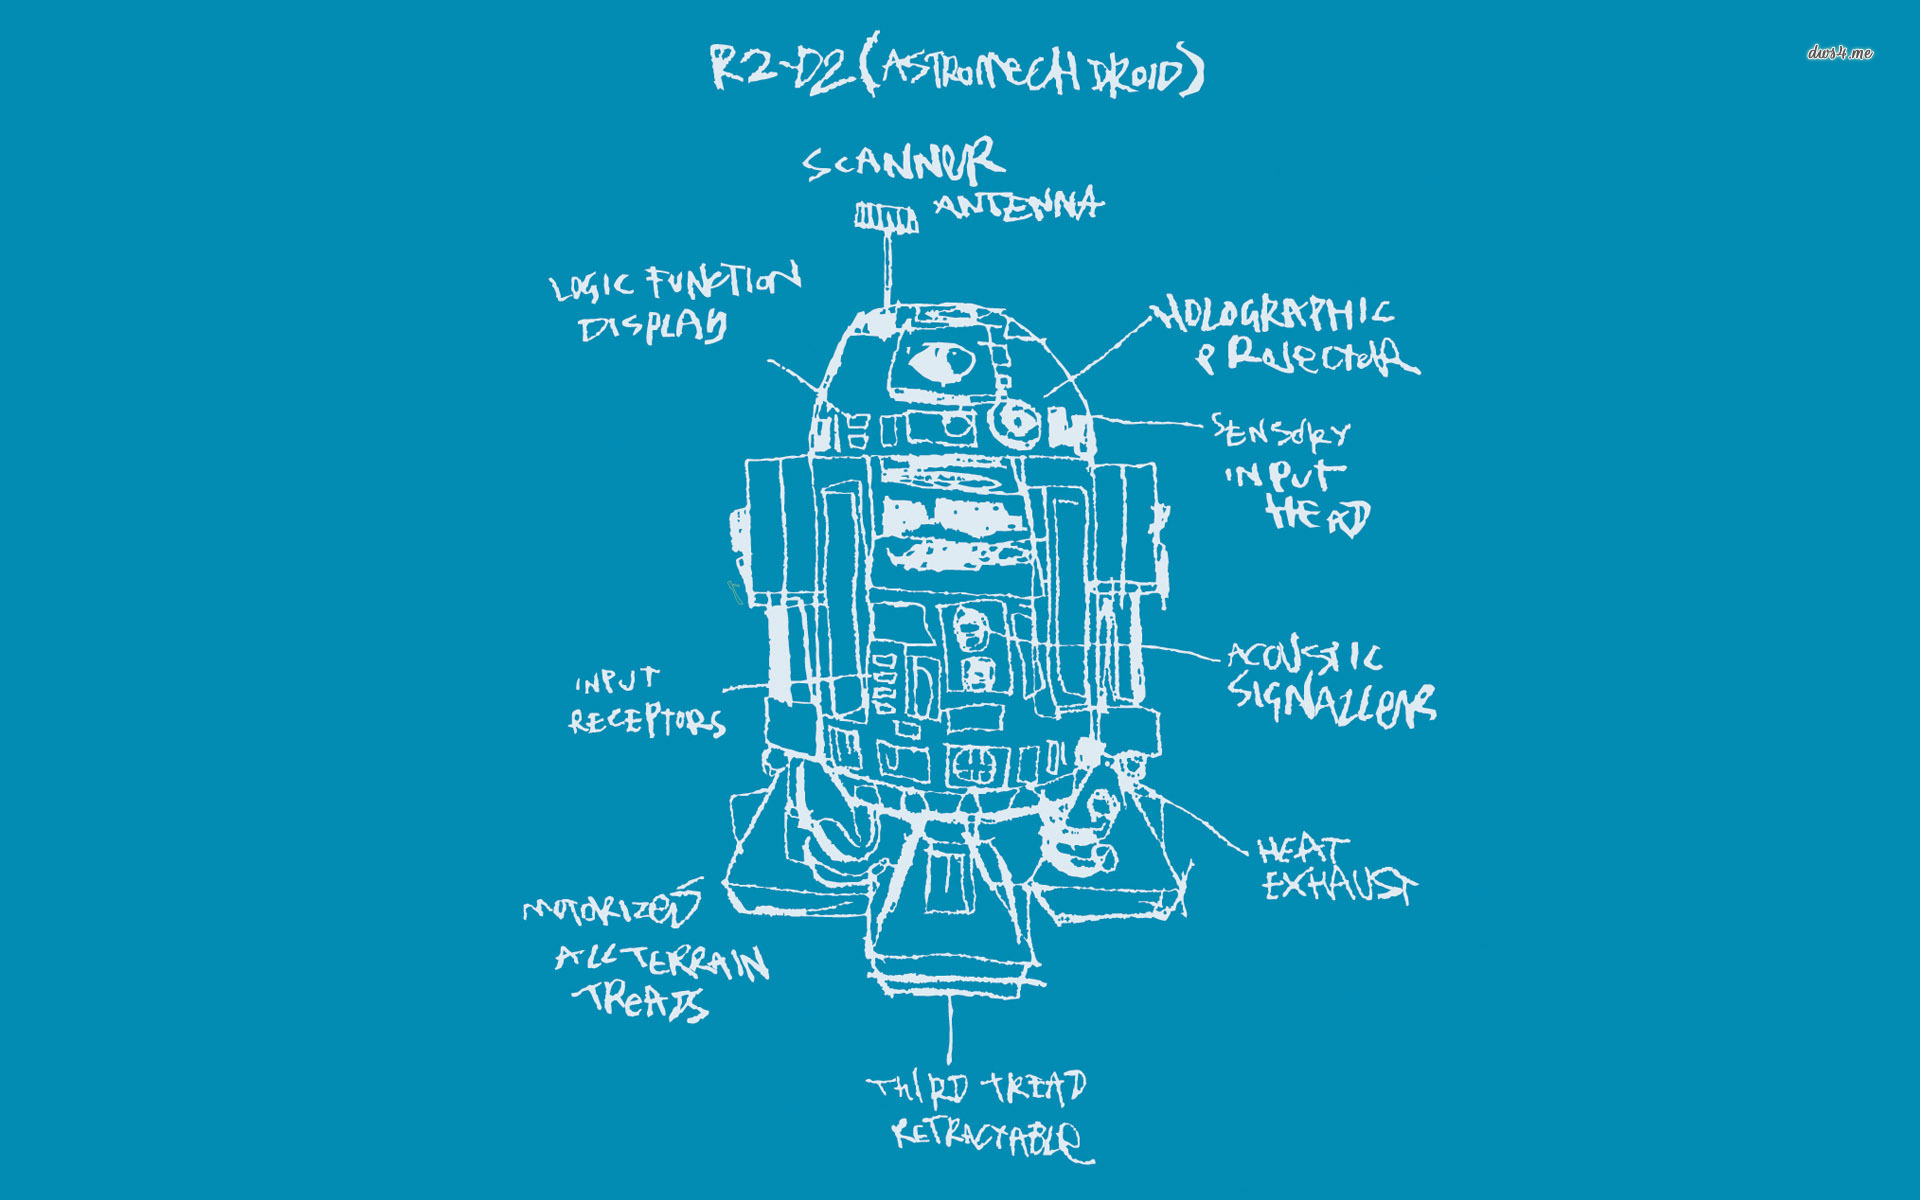 R2-D2 (ASTROMECH DROID)
dws4.me
SCANNER
ANTENNA
LOGIC FUNCTION
DISPLAY
HOLOGRAPHIC
PROJECTOR
SENSORY
INPUT
HEAD
INPUT
RECEPTORS
ACOUSTIC
SIGNALLERS
HEAT
EXHAUST
MOTORIZED
ALL TERRAIN
TREADS
THIRD TREAD
RETRACTABLE